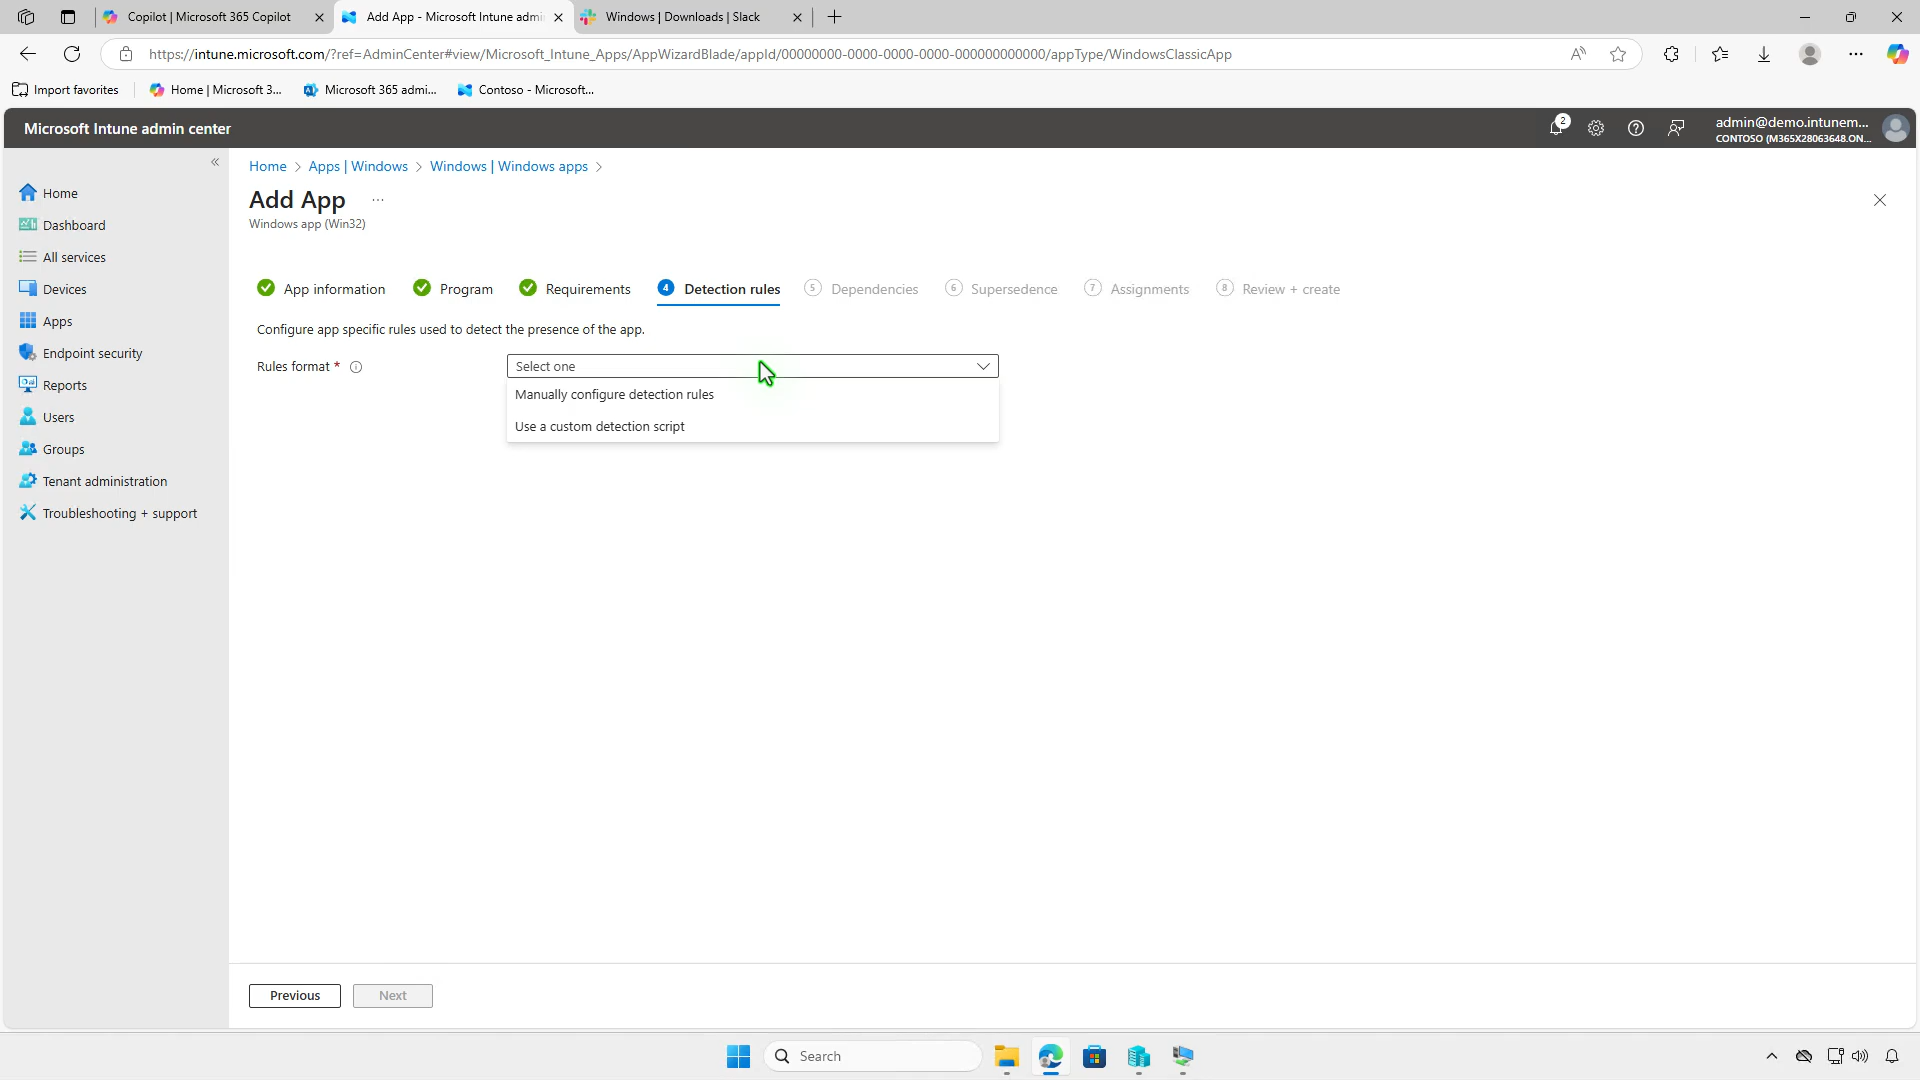 Copilot | Microsoft 365 Copilot
Add App - Microsoft Intune admi
Windows | Downloads | Slack
https://intune.microsoft.com/?ref=AdminCenter#view/Microsoft_Intune_Apps/AppWizardBlade/appId/00000000-0000-0000-0000-000000000000/appType/WindowsClassicApp
Import favorites
Home | Microsoft 3...
Microsoft 365 admi...
Contoso - Microsoft...
Microsoft Intune admin center
2
admin@demo.intunem...
CONTOSO (M365X28063648.ON...
Home
Dashboard
All services
Devices
Apps
Endpoint security
Reports
Users
Groups
Tenant administration
Troubleshooting + support
Home > Apps | Windows > Windows | Windows apps >
Add App ...
Windows app (Win32)
App information
Program
Requirements
4 Detection rules
5 Dependencies
6 Supersedence
7 Assignments
8 Review + create
Configure app specific rules used to detect the presence of the app.
Rules format *
Select one
Manually configure detection rules
Use a custom detection script
Previous
Next
Search